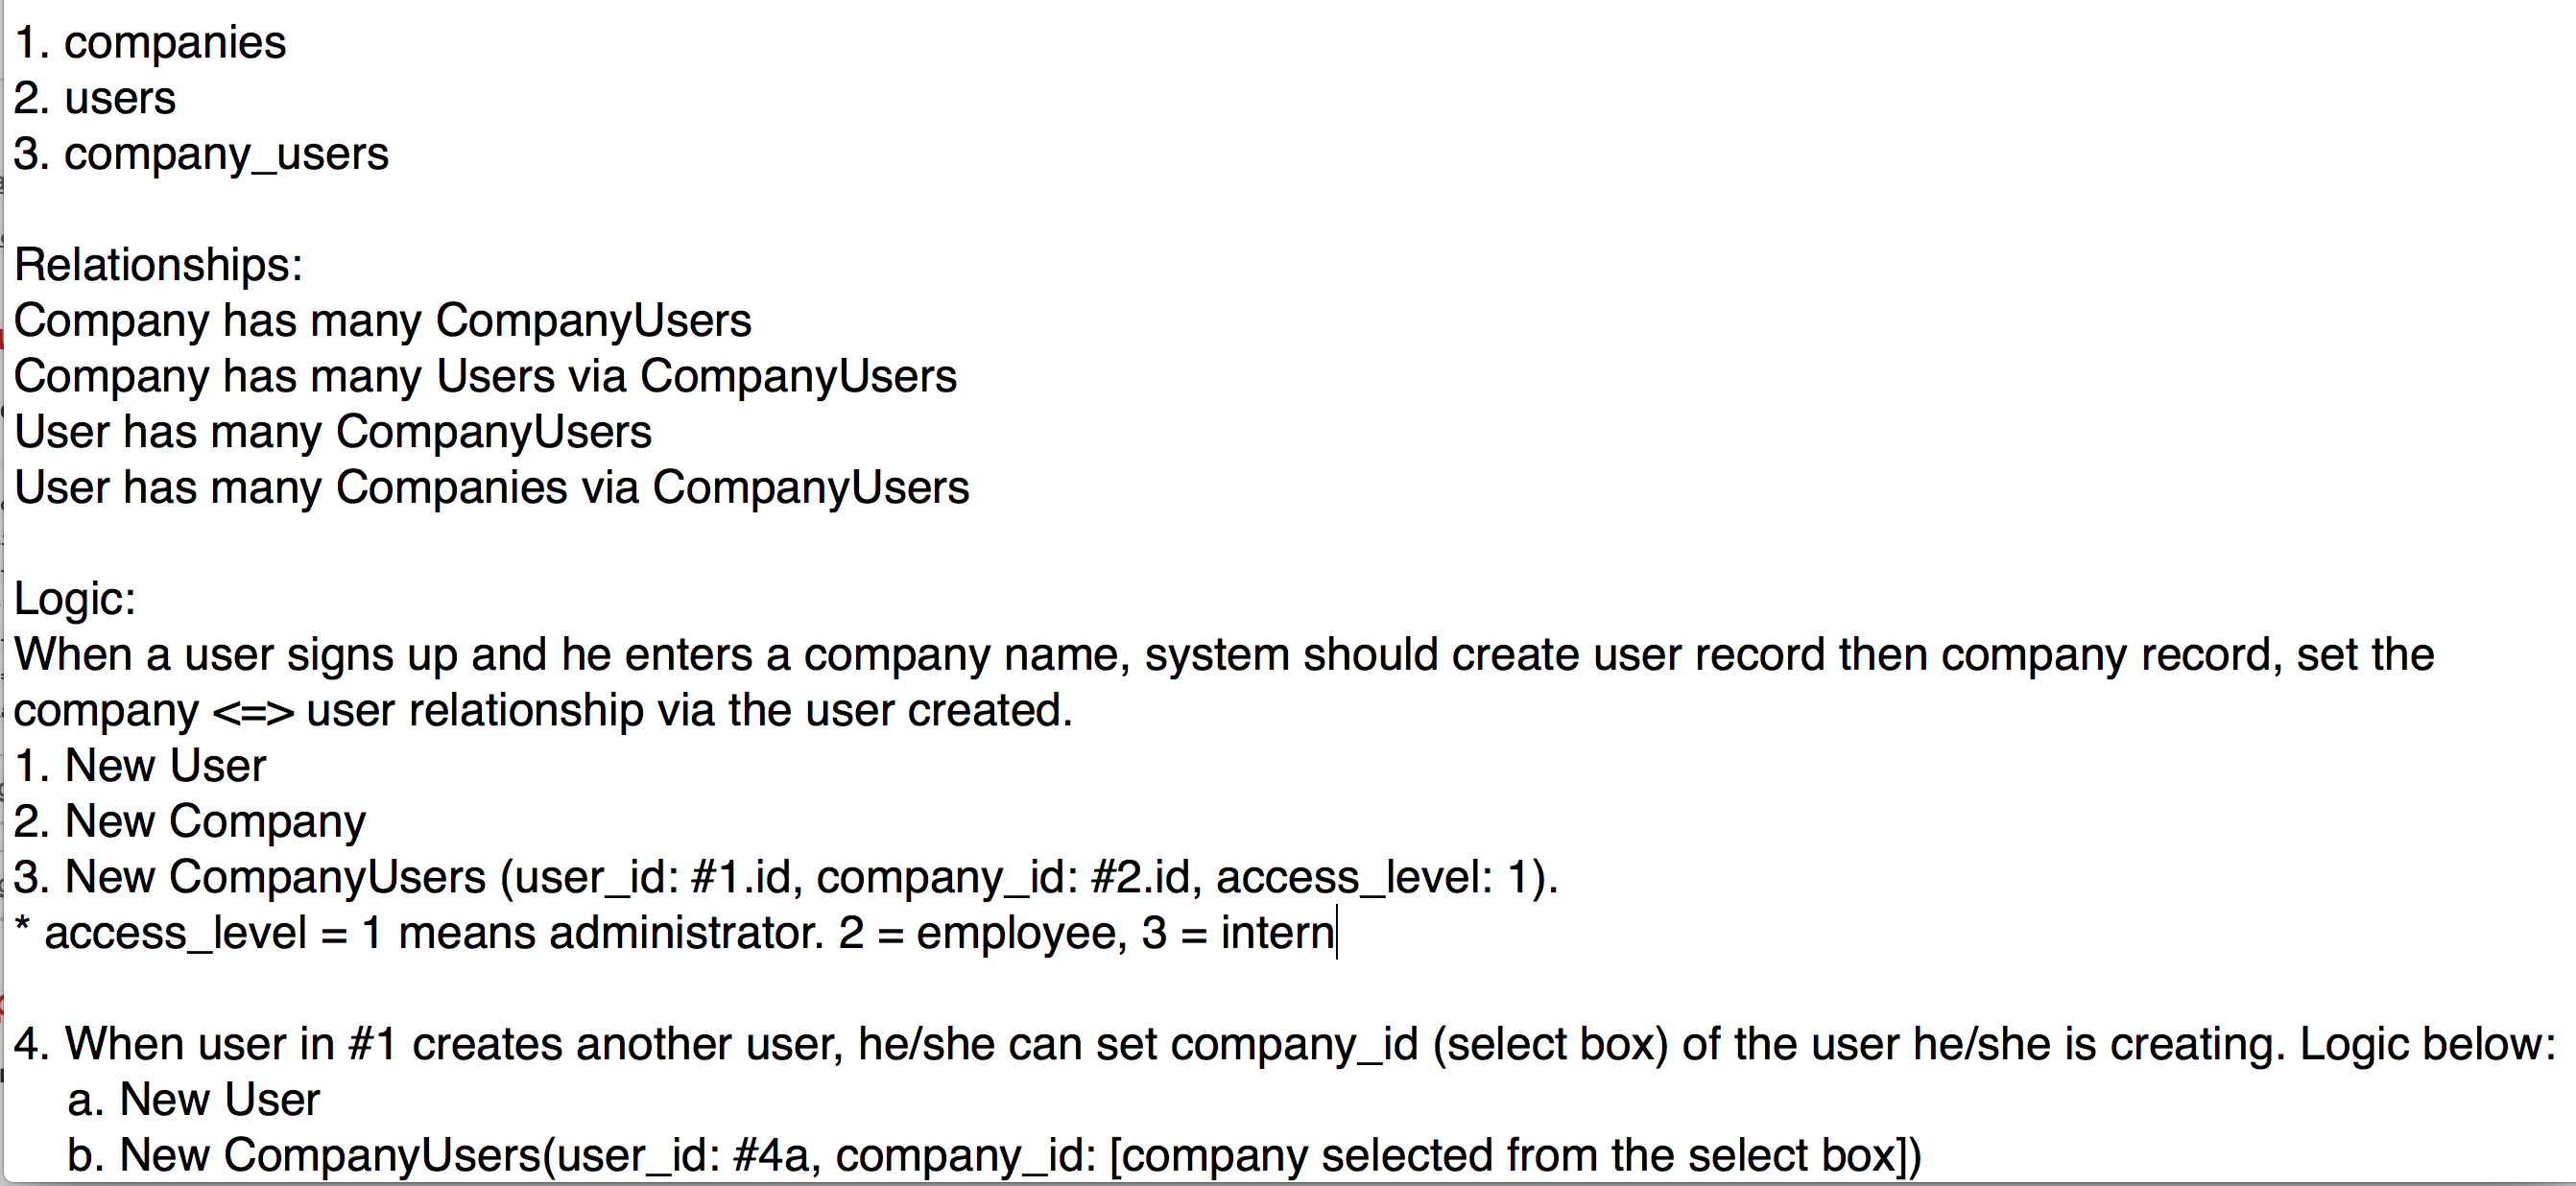 1. companies
2. users
3. company_users
Relationships:
Company has many CompanyUsers
Company has many Users via CompanyUsers
User has many CompanyUsers
User has many Companies via CompanyUsers
Logic:
When a user signs up and he enters a company name, system should create user record then company record, set the
company <=> user relationship via the user created.
1. New User
2. New Company
3. New CompanyUsers (user_id: #1.id, company_id: #2.id, access_level: 1).
* access_level = 1 means administrator. 2 = employee, 3 = intern
4. When user in #1 creates another user, he/she can set company_id (select box) of the user he/she is creating. Logic below:
a. New User
b. New CompanyUsers(user_id: #4a, company_id: [company selected from the select box])